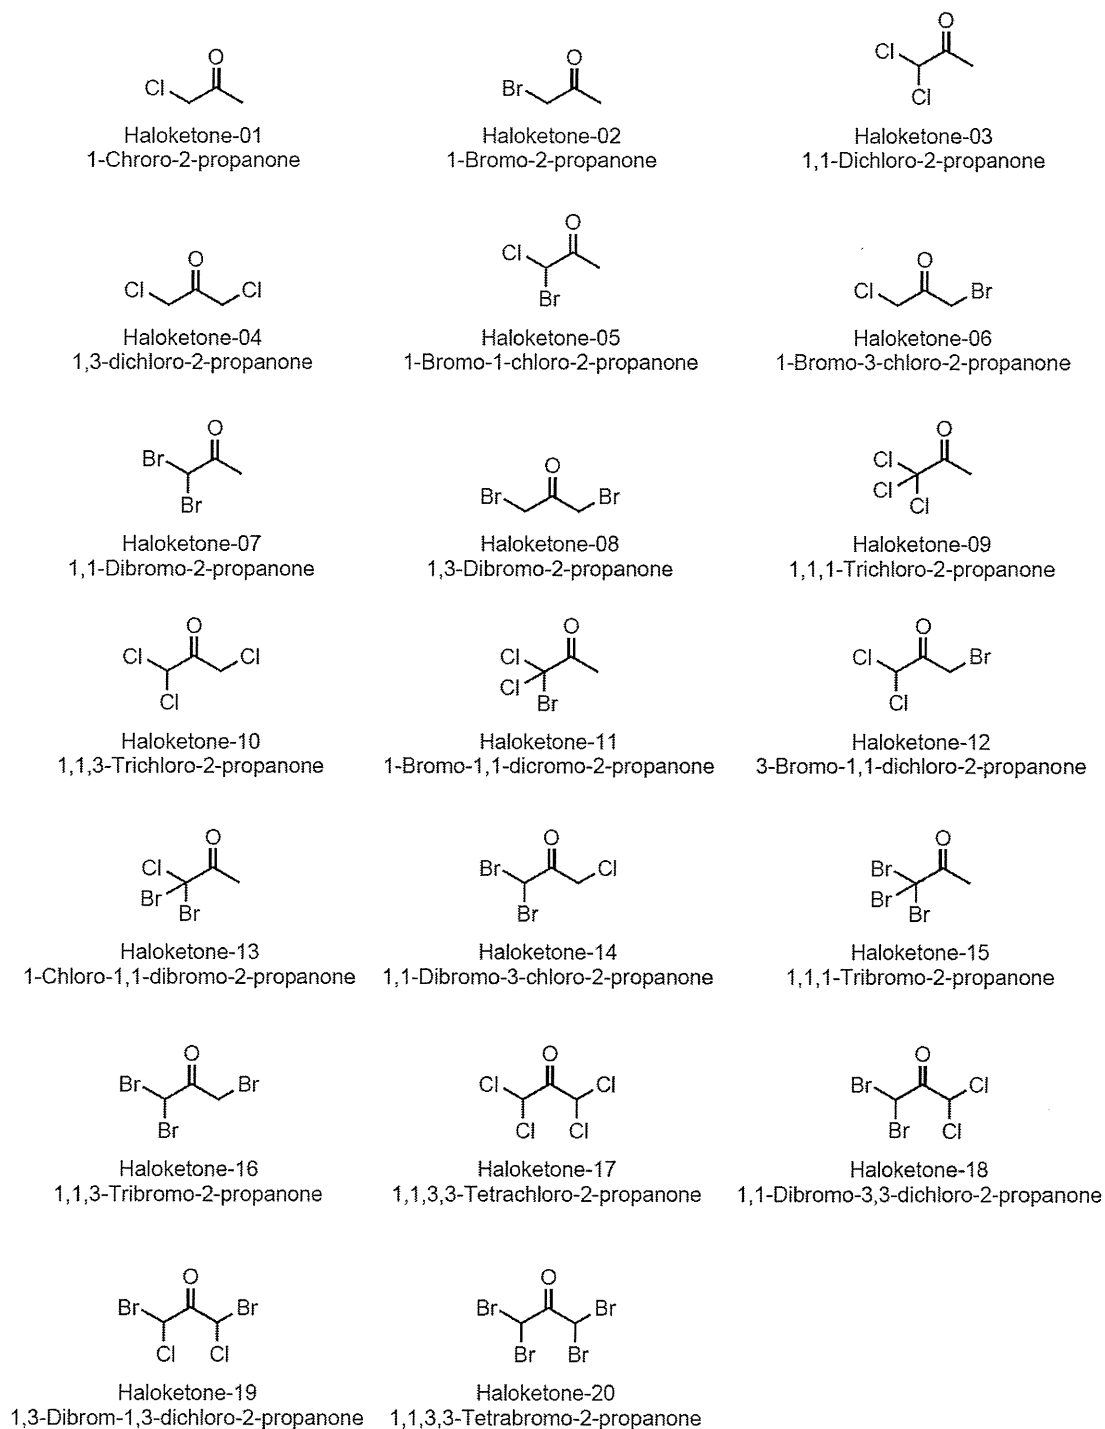 O
Cl
Haloketone-01
1-Chroro-2-propanone
O
Br
Haloketone-02
1-Bromo-2-propanone
O
Cl
Cl
Haloketone-03
1,1-Dichloro-2-propanone
O
Cl Cl
Haloketone-04
1,3-dichloro-2-propanone
O
Cl
Br
Haloketone-05
1-Bromo-1-chloro-2-propanone
O
Cl Br
Haloketone-06
1-Bromo-3-chloro-2-propanone
O
Br
Br
Haloketone-07
1,1-Dibromo-2-propanone
O
Br Br
Haloketone-08
1,3-Dibromo-2-propanone
O
Cl
Cl
Cl
Haloketone-09
1,1,1-Trichloro-2-propanone
O
Cl Cl
Cl
Haloketone-10
1,1,3-Trichloro-2-propanone
O
Cl
Cl
Br
Haloketone-11
1-Bromo-1,1-dicromo-2-propanone
O
Cl Br
Cl
Haloketone-12
3-Bromo-1,1-dichloro-2-propanone
O
Cl
Br
Br
Haloketone-13
1-Chloro-1,1-dibromo-2-propanone
O
Br Cl
Br
Haloketone-14
1,1-Dibromo-3-chloro-2-propanone
O
Br
Br
Br
Haloketone-15
1,1,1-Tribromo-2-propanone
O
Br Br
Br
Haloketone-16
1,1,3-Tribromo-2-propanone
O
Cl Cl
Cl Cl
Haloketone-17
1,1,3,3-Tetrachloro-2-propanone
O
Br Cl
Br Cl
Haloketone-18
1,1-Dibromo-3,3-dichloro-2-propanone
O
Br Br
Cl Cl
Haloketone-19
1,3-Dibrom-1,3-dichloro-2-propanone
O
Br Br
Br Br
Haloketone-20
1,1,3,3-Tetrabromo-2-propanone